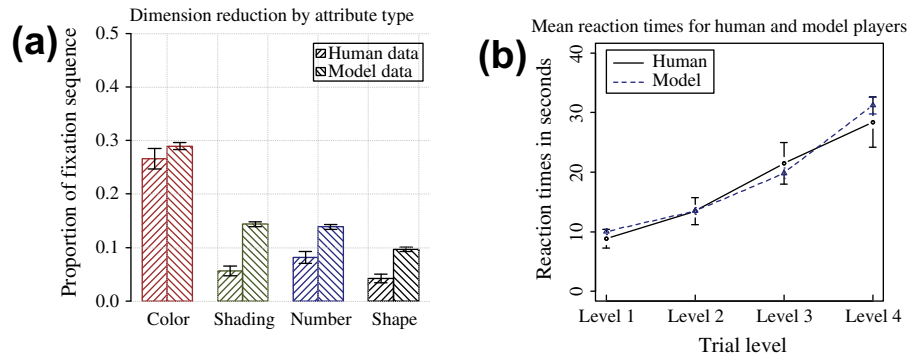 (a)
Dimension reduction by attribute type
Proportion of fixation sequence
0.5
0.4
0.3
0.2
0.1
0.0
Human data
Model data
Color Shading Number Shape
(b)
Mean reaction times for human and model players
Reaction times in seconds
40
30
20
10
0
Human
Model
Level 1 Level 2 Level 3 Level 4
Trial level